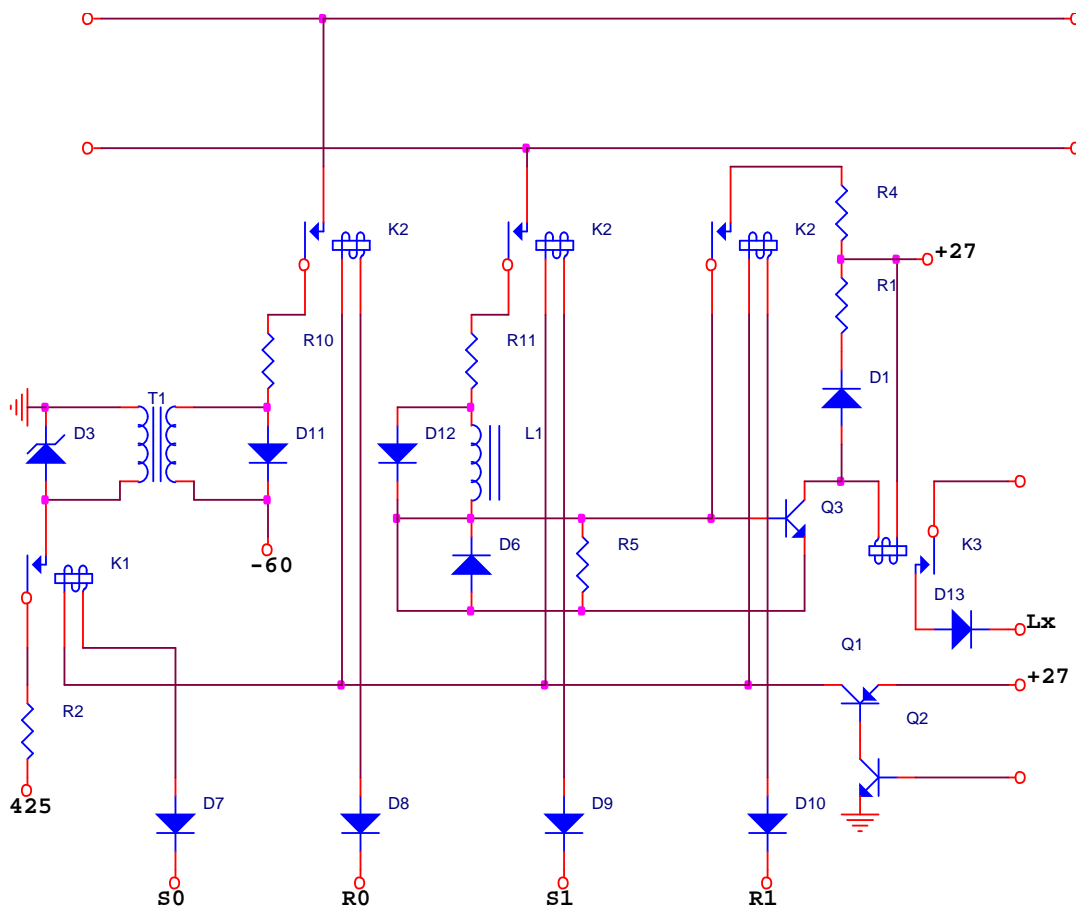 R4
K2
K2
K2
+27
R1
R10
R11
D1
T1
D3
D11
D12
L1
Q3
D6
R5
K1
-60
K3
D13
Lx
Q1
+27
R2
Q2
425
D7
D8
D9
D10
S0
R0
S1
R1